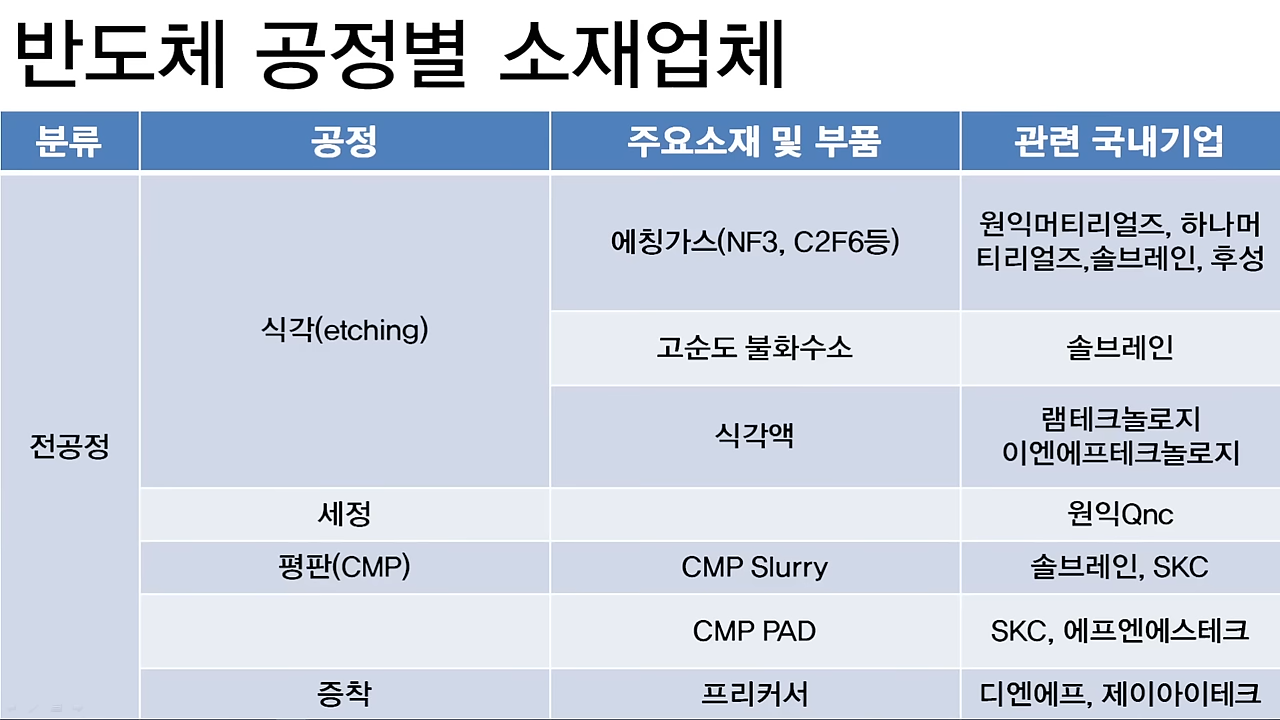 반도체 공정별 소재업체
분류 공정 주요소재 및 부품 관련 국내기업
전공정
식각(etching)
에칭가스(NF3, C2F6등)
원익머티리얼즈, 하나머
티리얼즈,솔브레인, 후성
고순도 불화수소 솔브레인
식각액
램테크놀로지
이엔에프테크놀로지
세정 원익Qnc
평판(CMP) CMP Slurry 솔브레인, SKC
CMP PAD SKC, 에프엔에스테크
증착 프리커서 디엔에프, 제이아이테크